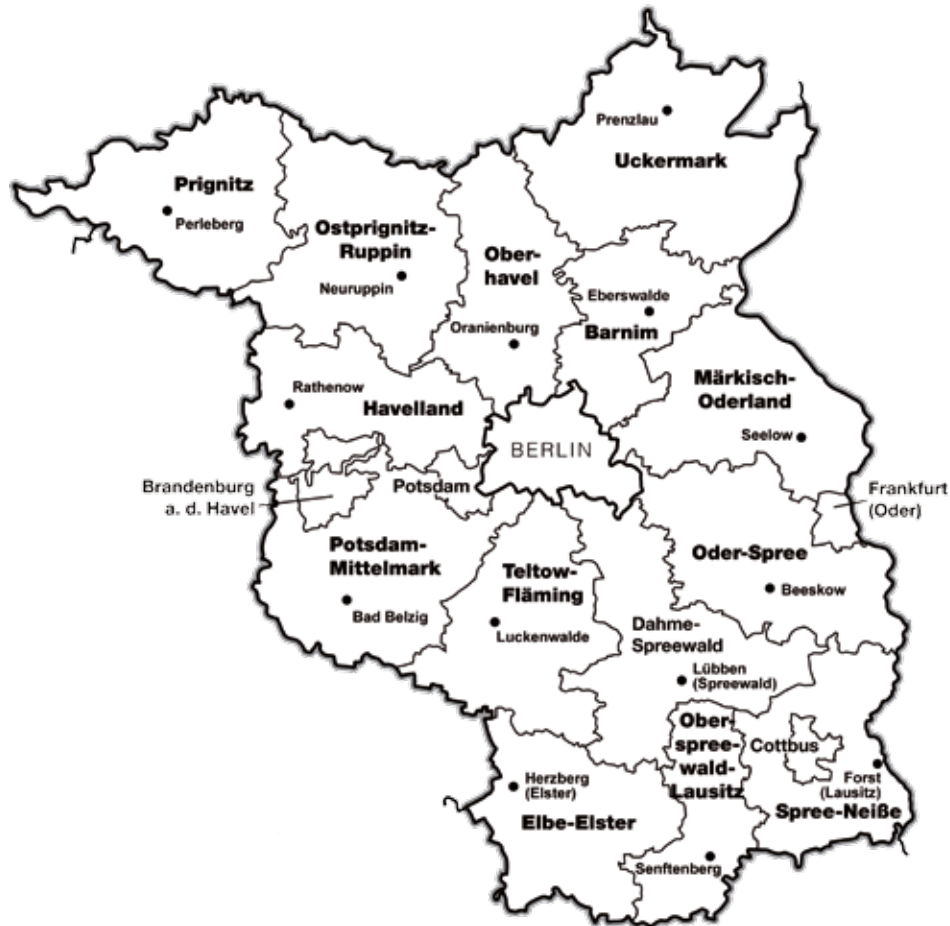 Prenzlau
Uckermark
Prignitz
Perleberg
Ostprignitz-
Ruppin
Neuruppin
Ober-
havel
Oranienburg
Eberswalde
Barnim
Märkisch-
Oderland
Seelow
Rathenow
Havelland
BERLIN
Brandenburg
a. d. Havel
Potsdam
Frankfurt
(Oder)
Potsdam-
Mittelmark
Bad Belzig
Teltow-
Fläming
Luckenwalde
Oder-Spree
Beeskow
Dahme-
Spreewald
Lübben
(Spreewald)
Ober-
spree-
wald-
Lausitz
Cottbus
Forst
(Lausitz)
Spree-Neiße
Herzberg
(Elster)
Elbe-Elster
Senftenberg